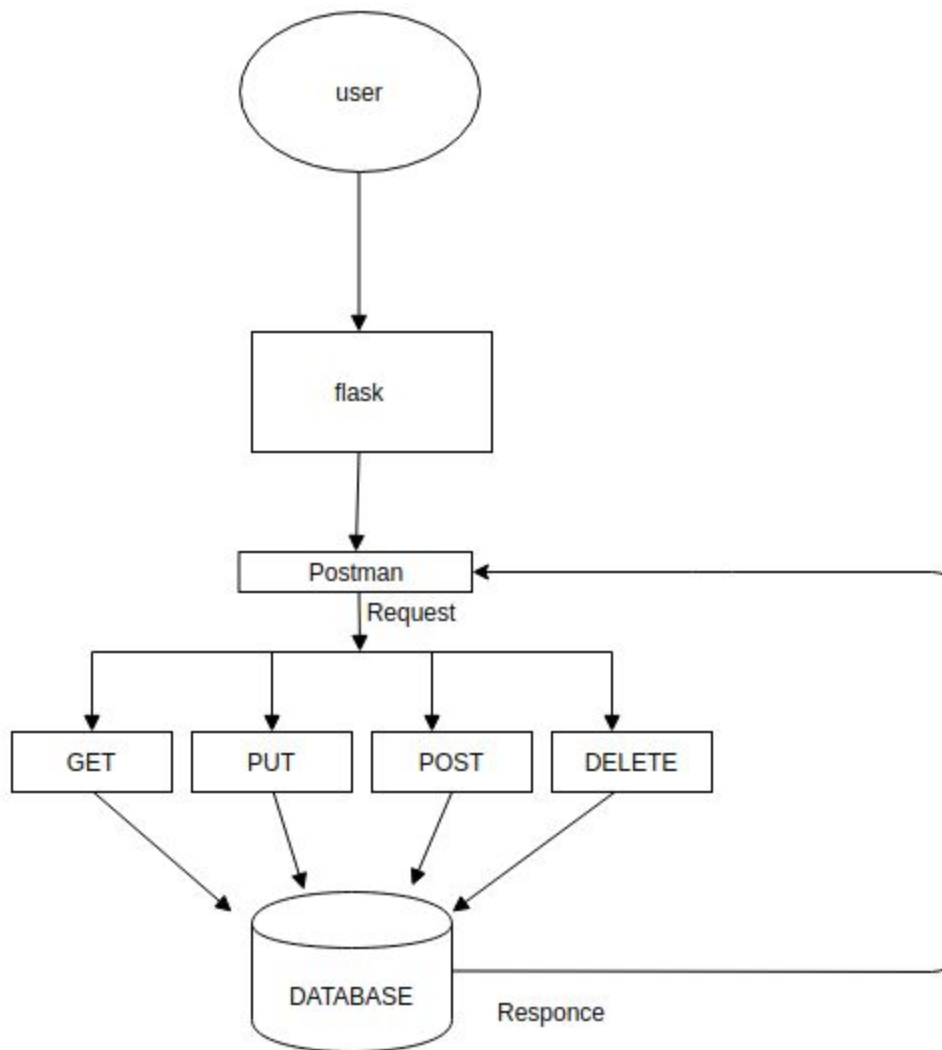 user
flask
Postman
Request
GET
PUT
POST
DELETE
DATABASE
Responce